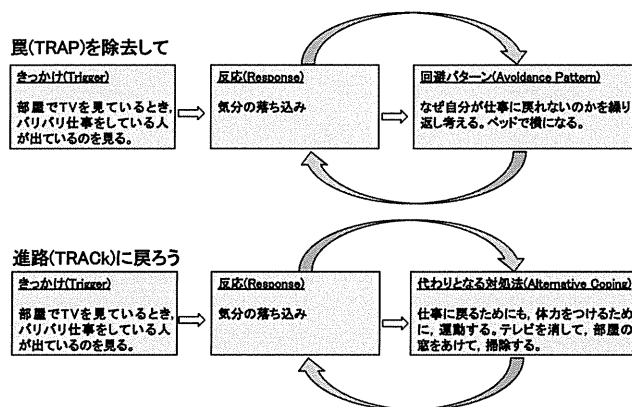 罠(TRAP)を除去して
きっかけ(Trigger)
部屋でTVを見ているとき,
バリバリ仕事をしている人
が出ているのを見る。
反応(Response)
気分の落ち込み
回避パターン(Avoidance Pattern)
なぜ自分が仕事に戻れないのかを繰り
返し考える。ベッドで横になる。
進路(TRACk)に戻ろう
きっかけ(Trigger)
部屋でTVを見ているとき,
バリバリ仕事をしている人
が出ているのを見る。
反応(Response)
気分の落ち込み
代わりとなる対処法(Alternative Coping)
仕事に戻るためにも, 体力をつけるため
に, 運動する。テレビを消して, 部屋の
窓をあけて, 掃除する。